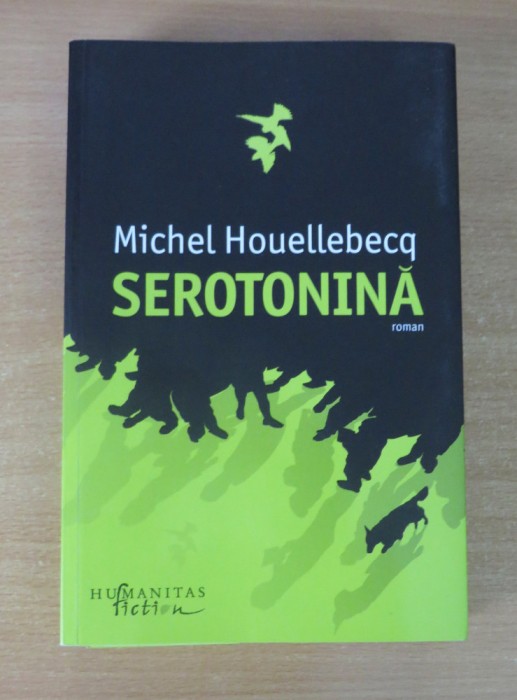 Michel Houellebecq
SEROTONINĂ
roman
HUMANITAS
fiction